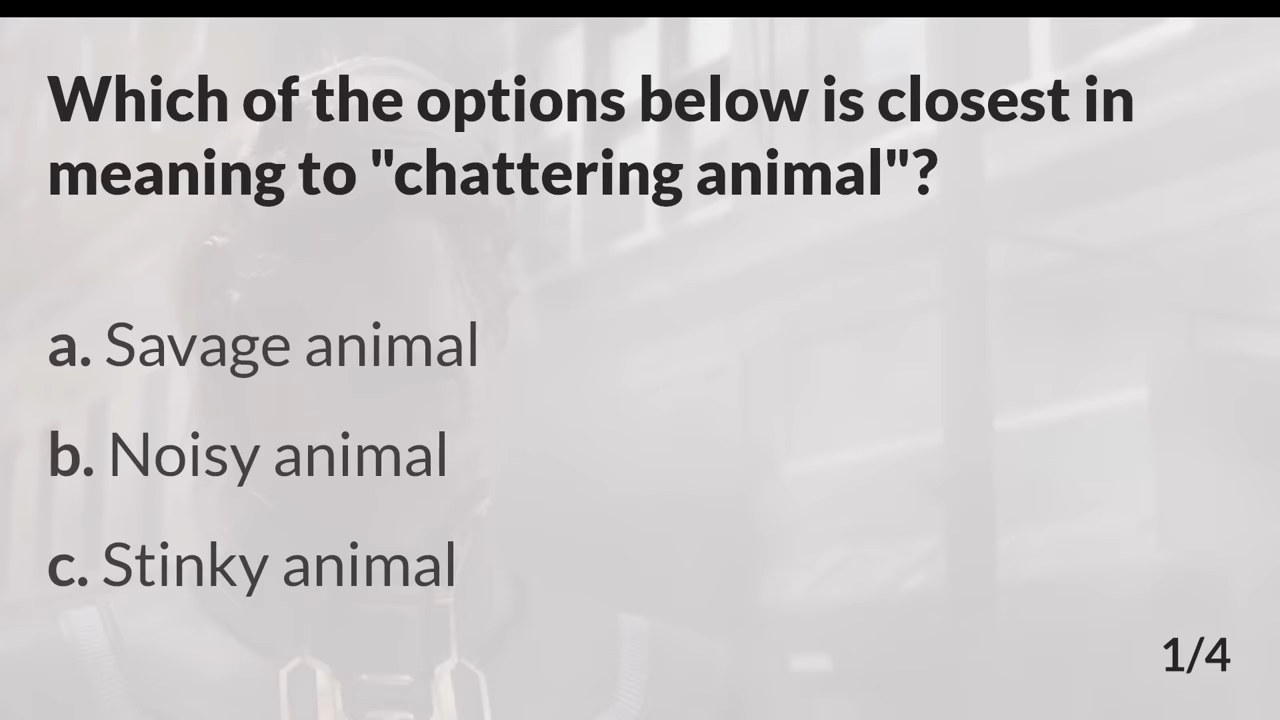 Which of the options below is closest in
meaning to "chattering animal"?
a. Savage animal
b. Noisy animal
c. Stinky animal
1/4